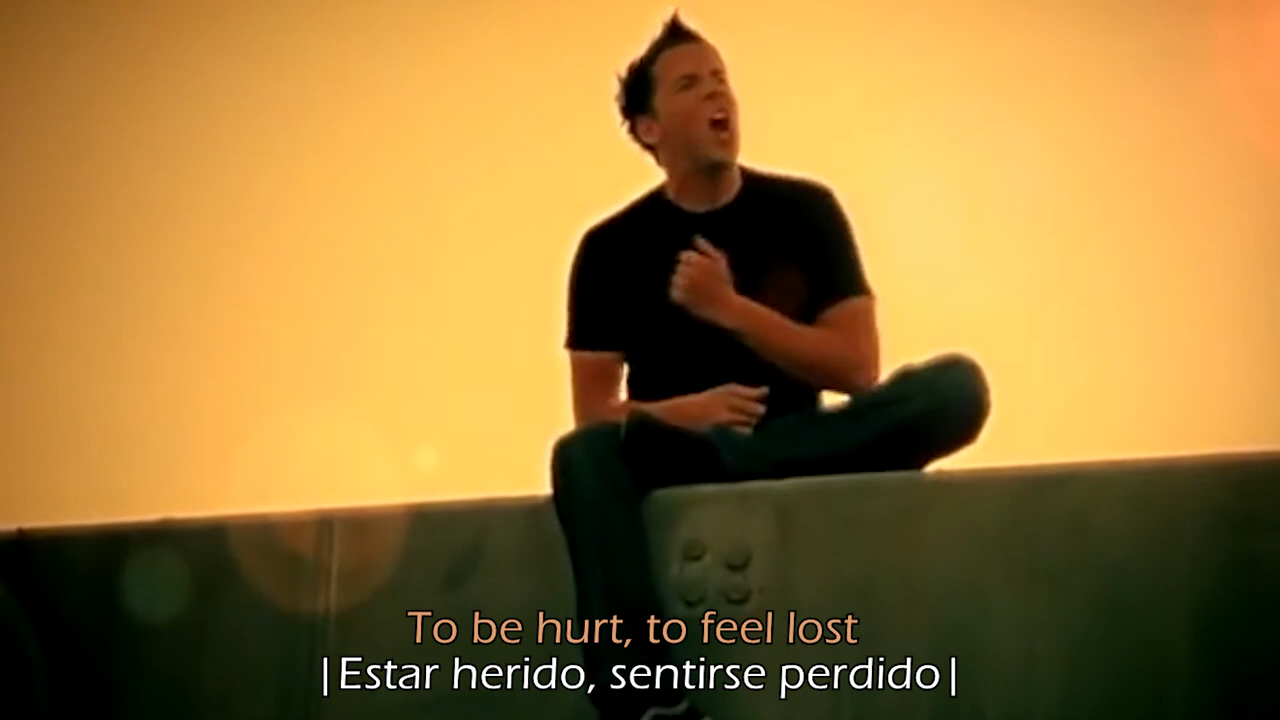 To be hurt, to feel lost
|Estar herido, sentirse perdido|